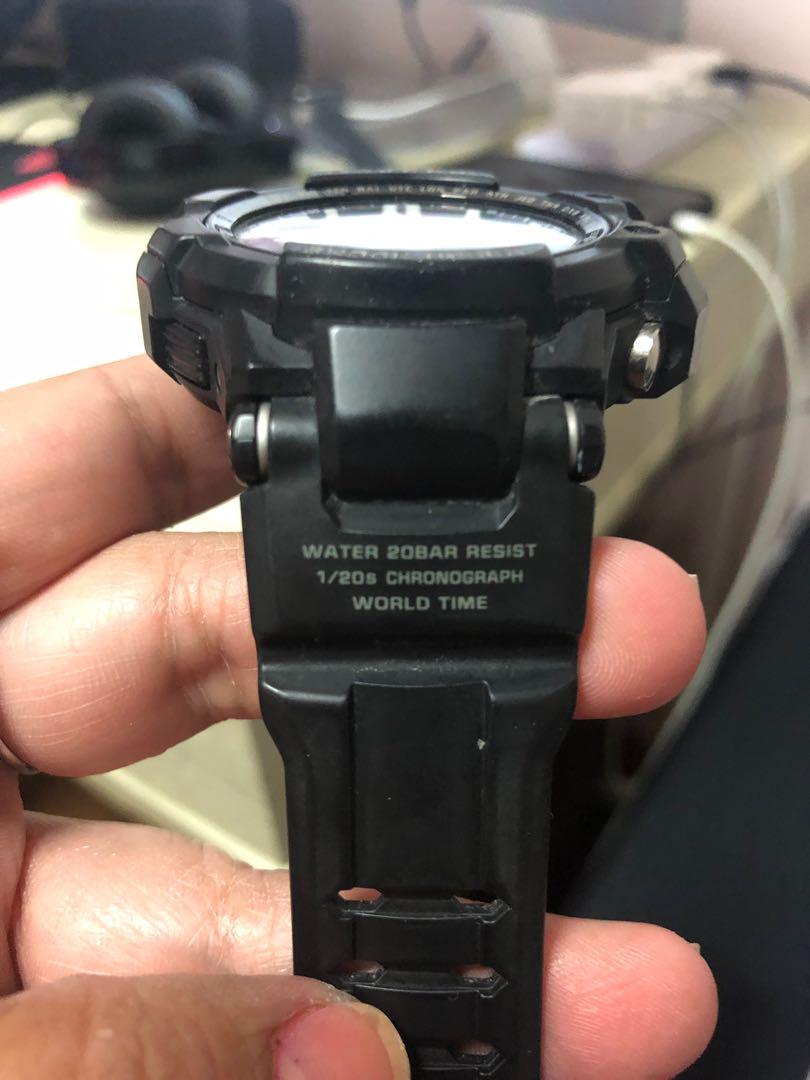 WATER 20BAR RESIST
1/20s CHRONOGRAPH
WORLD TIME